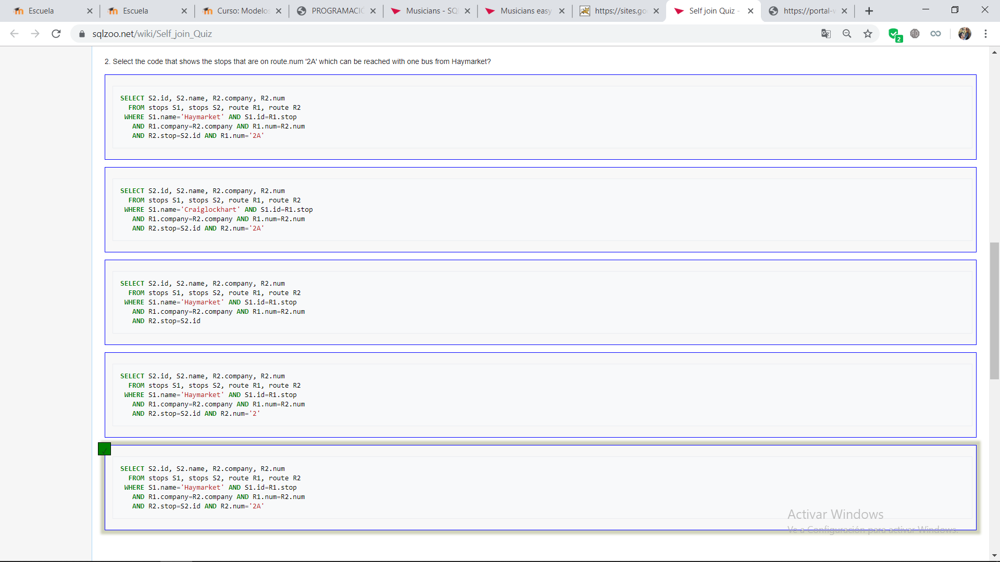 Escuela
Escuela
Curso: Modelos
PROGRAMACIÓ
Musicians - SQ
Musicians easy
https://sites.go
Self join Quiz -
https://portal-
sqlzoo.net/wiki/Self_join_Quiz
2
2. Select the code that shows the stops that are on route.num '2A' which can be reached with one bus from Haymarket?
SELECT S2.id, S2.name, R2.company, R2.num
FROM stops S1, stops S2, route R1, route R2
WHERE S1.name='Haymarket' AND S1.id=R1.stop
AND R1.company=R2.company AND R1.num=R2.num
AND R2.stop=S2.id AND R1.num='2A'
SELECT S2.id, S2.name, R2.company, R2.num
FROM stops S1, stops S2, route R1, route R2
WHERE S1.name='Craiglockhart' AND S1.id=R1.stop
AND R1.company=R2.company AND R1.num=R2.num
AND R2.stop=S2.id AND R2.num='2A'
SELECT S2.id, S2.name, R2.company, R2.num
FROM stops S1, stops S2, route R1, route R2
WHERE S1.name='Haymarket' AND S1.id=R1.stop
AND R1.company=R2.company AND R1.num=R2.num
AND R2.stop=S2.id
SELECT S2.id, S2.name, R2.company, R2.num
FROM stops S1, stops S2, route R1, route R2
WHERE S1.name='Haymarket' AND S1.id=R1.stop
AND R1.company=R2.company AND R1.num=R2.num
AND R2.stop=S2.id AND R2.num='2'
SELECT S2.id, S2.name, R2.company, R2.num
FROM stops S1, stops S2, route R1, route R2
WHERE S1.name='Haymarket' AND S1.id=R1.stop
AND R1.company=R2.company AND R1.num=R2.num
AND R2.stop=S2.id AND R2.num='2A'
Activar Windows
Ve a Configuración para activar Windows.